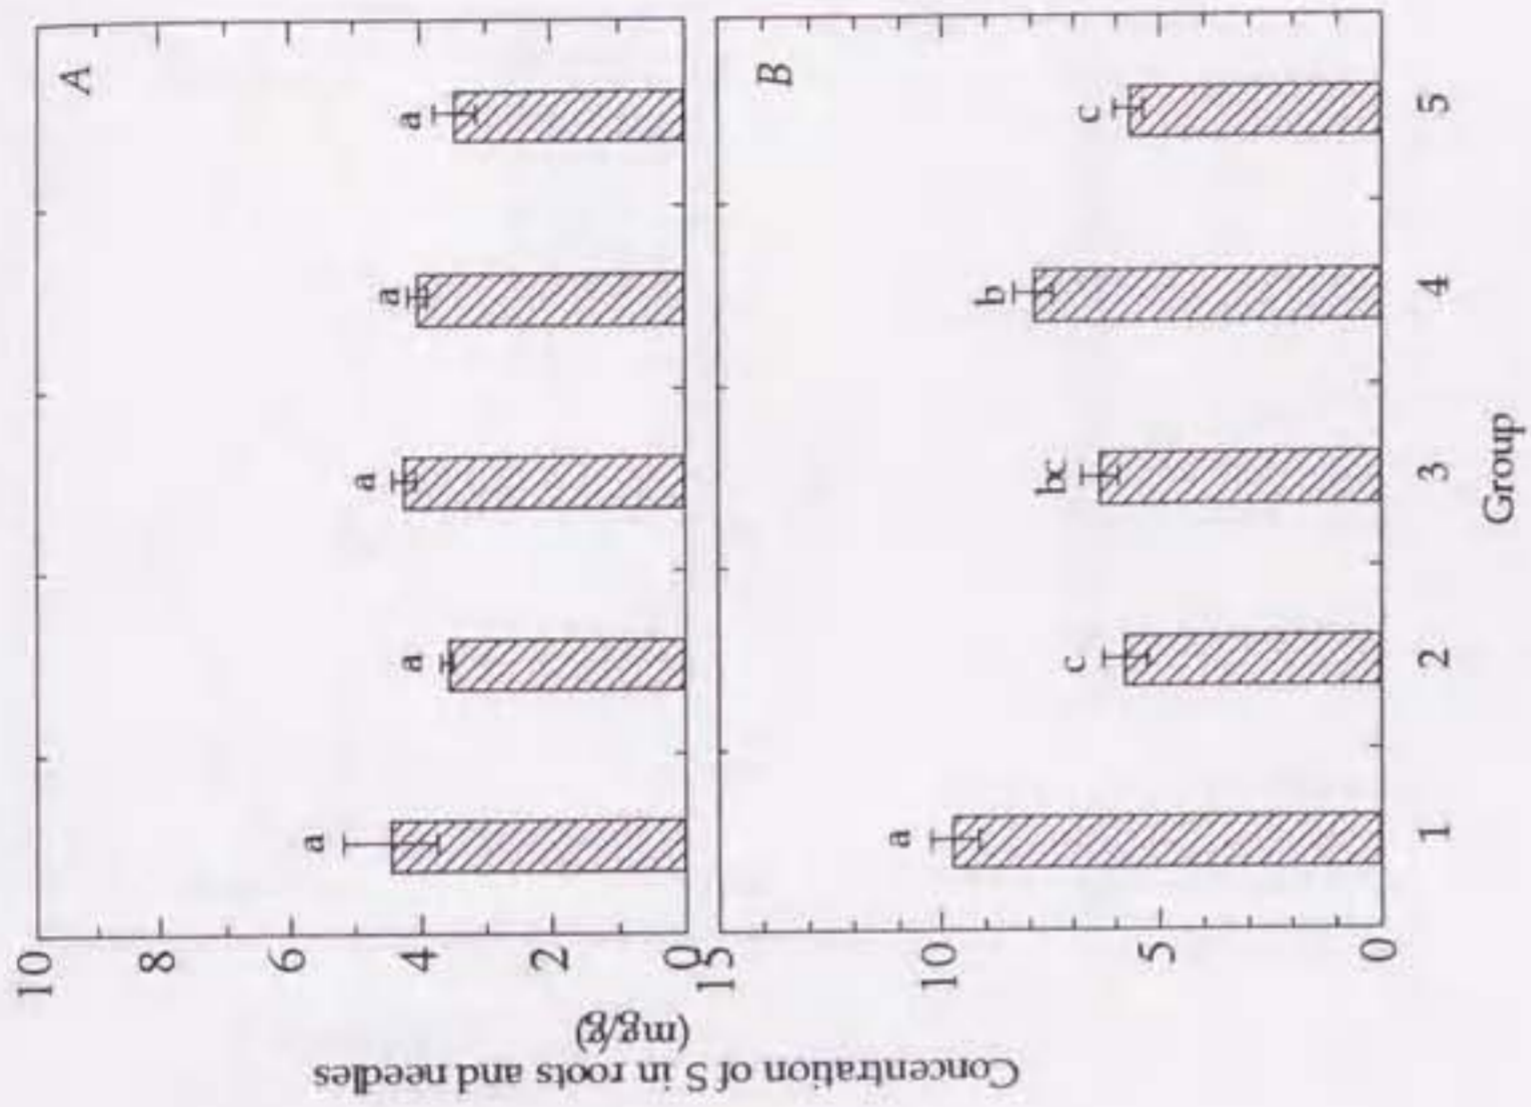 Concentration of S in roots and needles
(mg/g)
10
8
6
4
2
0
A
a
a
a
a
a
15
10
5
0
B
a
c
bc
b
c
1 2 3 4 5
Group